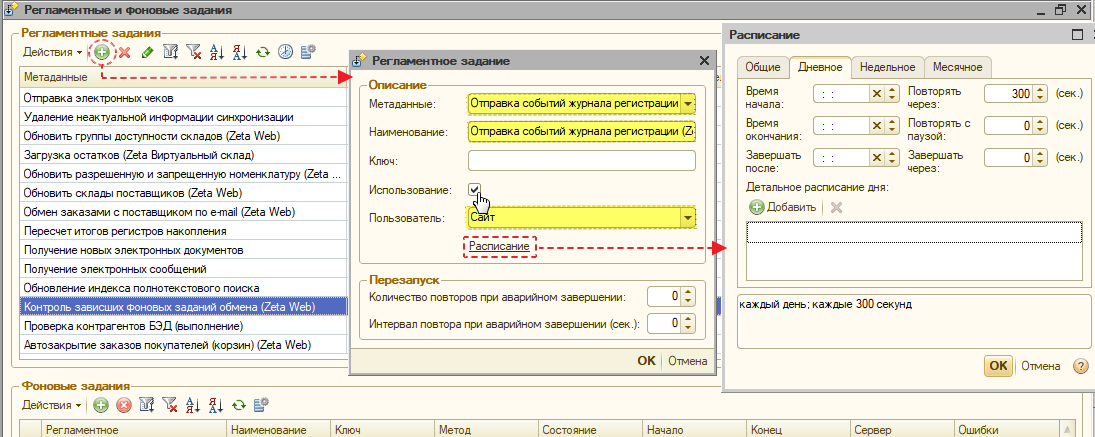 Регламентные и фоновые задания
Регламентные задания
Действия
Метаданные
Отправка электронных чеков
Удаление неактуальной информации синхронизации
Обновить группы доступности складов (Zeta Web)
Загрузка остатков (Zeta Виртуальный склад)
Обновить разрешенную и запрещенную номенклатуру (Zeta ...
Обновить склады поставщиков (Zeta Web)
Обмен заказами с поставщиком по e-mail (Zeta Web)
Пересчет итогов регистров накопления
Получение новых электронных документов
Получение электронных сообщений
Обновление индекса полнотекстового поиска
Контроль зависших фоновых заданий обмена (Zeta Web)
Проверка контрагентов БЭД (выполнение)
Автозакрытие заказов покупателей (корзин) (Zeta Web)
Регламентное задание
Описание
Метаданные: Отправка событий журнала регистрации
Наименование: Отправка событий журнала регистрации (Ze
Ключ:
Использование:
Пользователь: Сайт
Расписание
Перезапуск
Количество повторов при аварийном завершении: 0
Интервал повтора при аварийном завершении (сек.): 0
OK Отмена
Расписание
Общие Дневное Недельное Месячное
Время начала: : : Повторять через: 300 (сек.)
Время окончания: : : Повторять с паузой: 0 (сек.)
Завершать после: : : Завершать через: 0 (сек.)
Детальное расписание дня:
Добавить
каждый день; каждые 300 секунд
OK Отмена ?
Фоновые задания
Действия
Регламентное Наименование Ключ Метод Состояние Начало Конец Сервер Ошибки